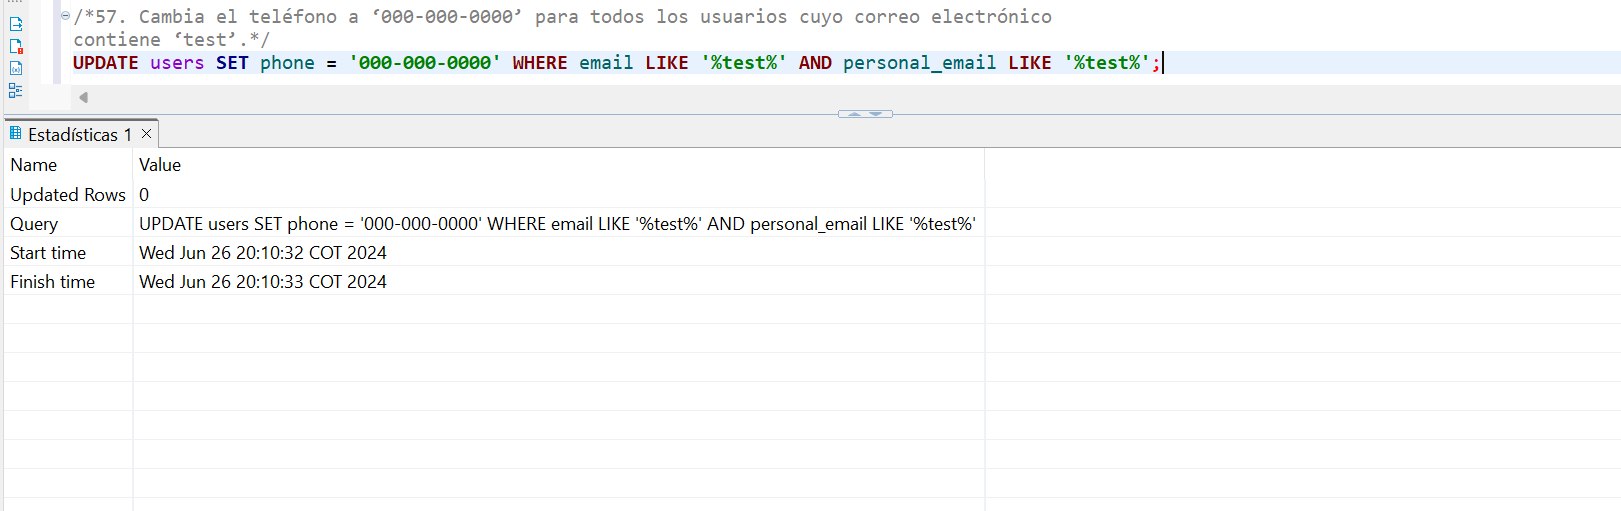 /*57. Cambia el teléfono a ‘000-000-0000’ para todos los usuarios cuyo correo electrónico
contiene ‘test’.*/
UPDATE users SET phone = '000-000-0000' WHERE email LIKE '%test%' AND personal_email LIKE '%test%';
Estadísticas 1
Name Value
Updated Rows 0
Query UPDATE users SET phone = '000-000-0000' WHERE email LIKE '%test%' AND personal_email LIKE '%test%'
Start time Wed Jun 26 20:10:32 COT 2024
Finish time Wed Jun 26 20:10:33 COT 2024